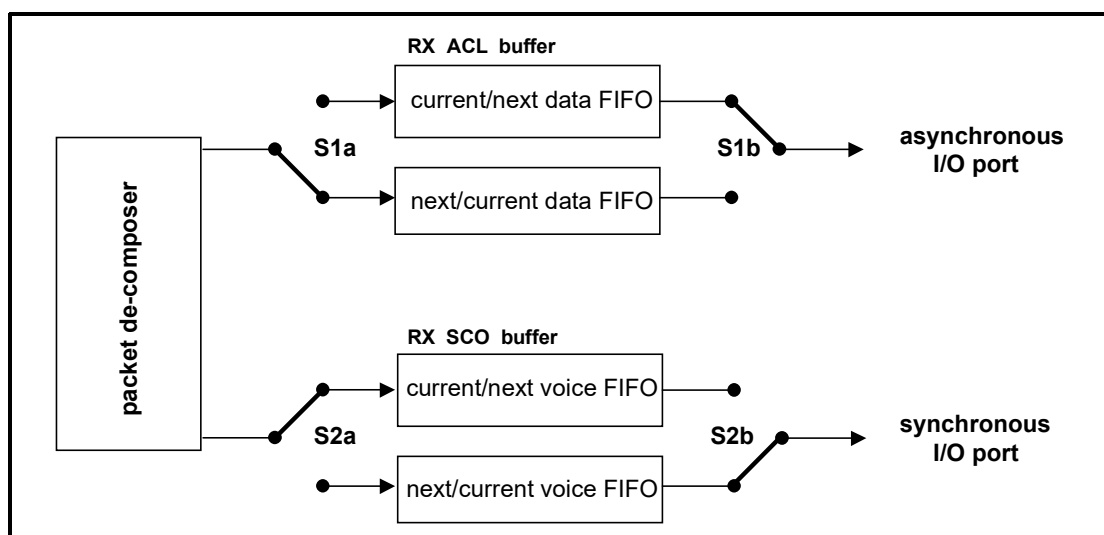 RX ACL buffer
current/next data FIFO
S1a
S1b
asynchronous
I/O port
next/current data FIFO
packet de-composer
RX SCO buffer
current/next voice FIFO
S2a
S2b
synchronous
I/O port
next/current voice FIFO